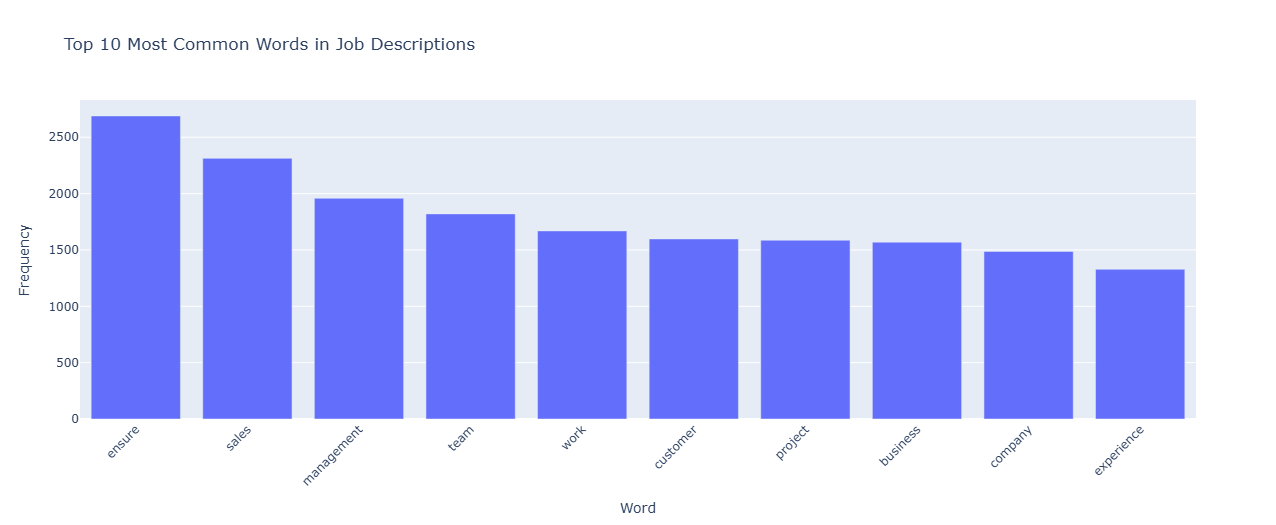 Top 10 Most Common Words in Job Descriptions
Frequency
2500
2000
1500
1000
500
0
ensure
sales
management
team
work
customer
project
business
company
experience
Word